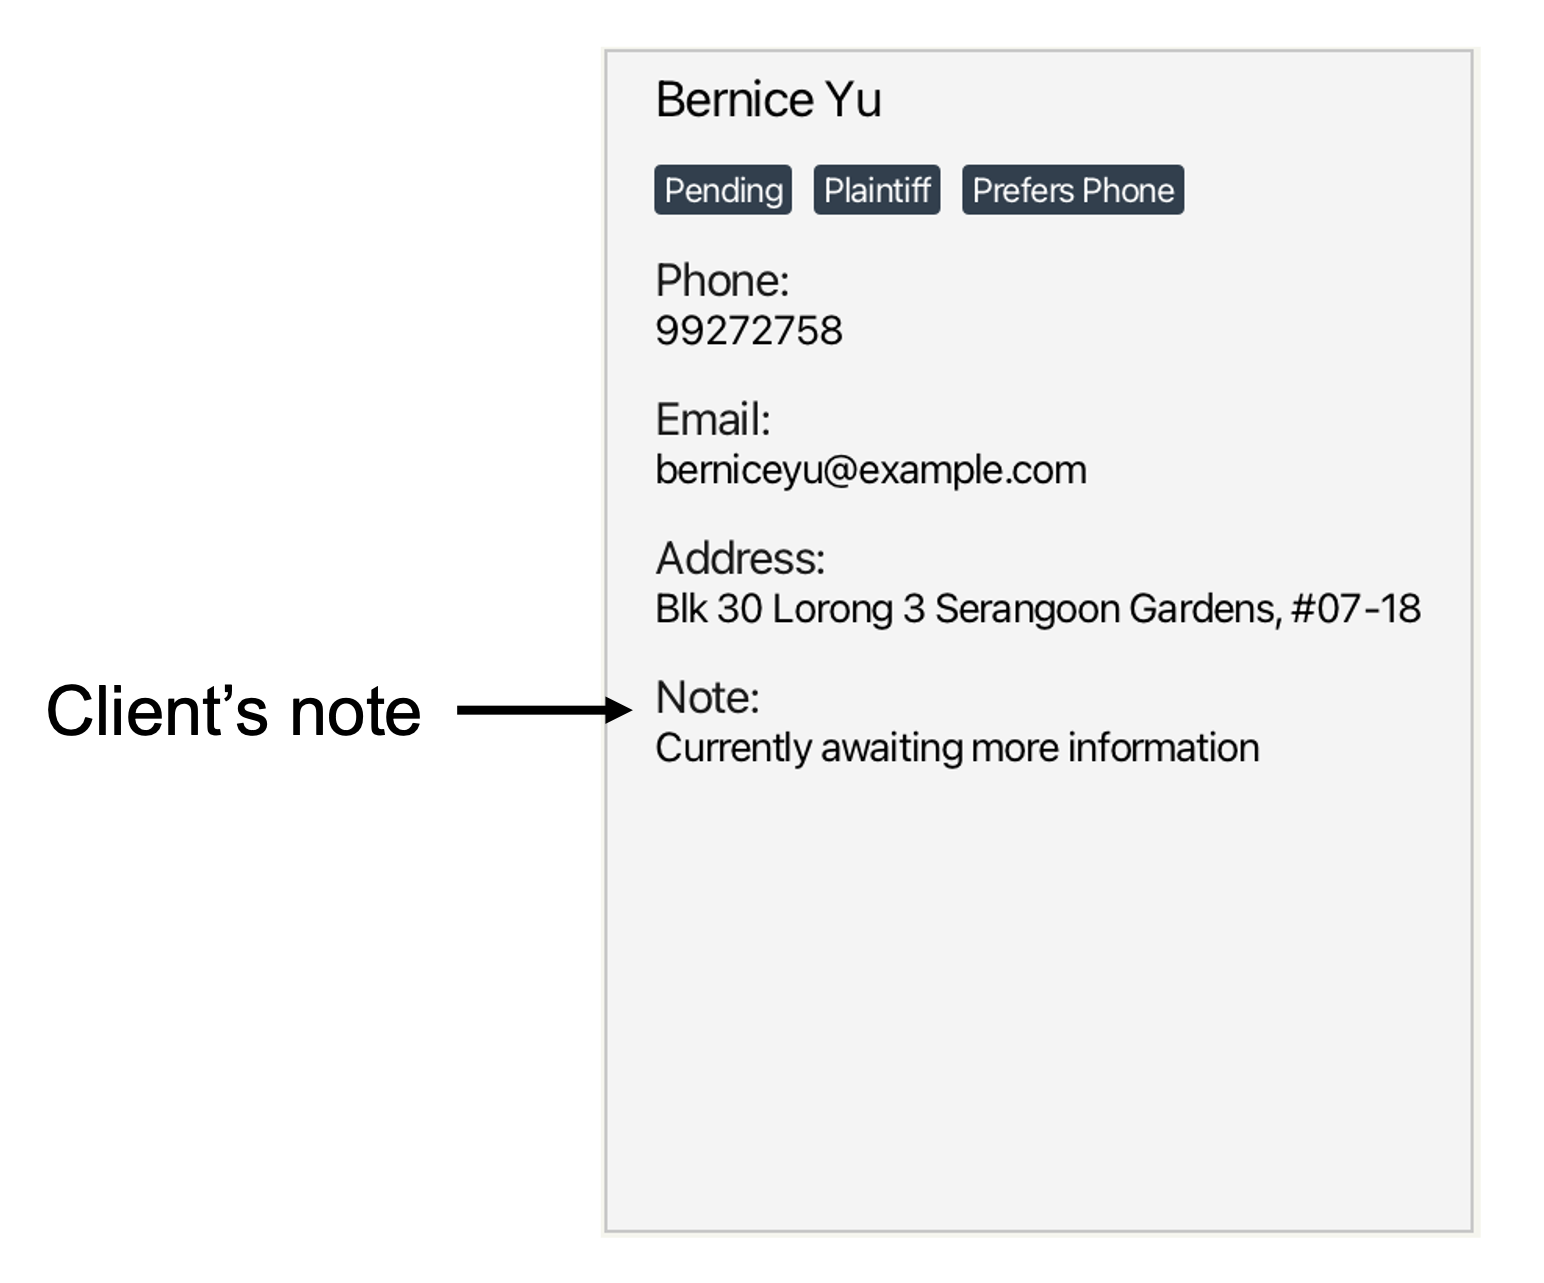 Bernice Yu
Pending Plaintiff Prefers Phone
Phone:
99272758
Email:
berniceyu@example.com
Address:
Blk 30 Lorong 3 Serangoon Gardens, #07-18
Client’s note
Note:
Currently awaiting more information